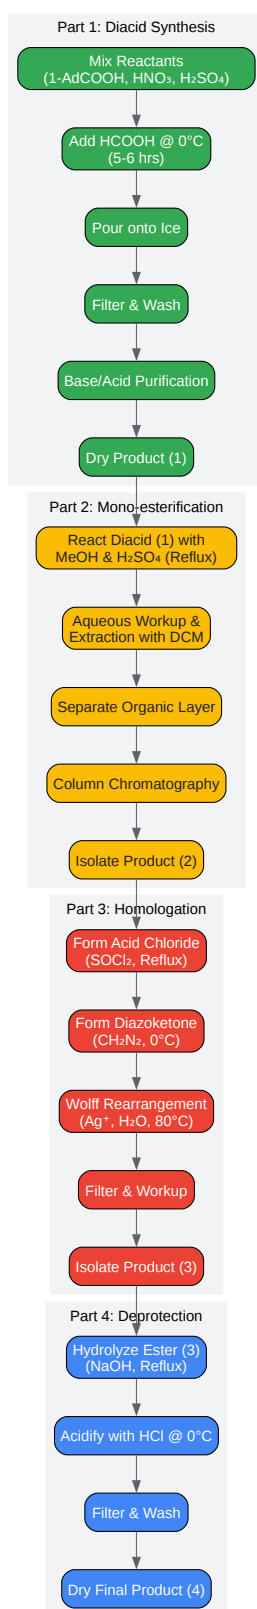 Part 1: Diacid Synthesis
Mix Reactants
(1-AdCOOH, HNO₃, H₂SO₄)
Add HCOOH @ 0°C
(5-6 hrs)
Pour onto Ice
Filter & Wash
Base/Acid Purification
Dry Product (1)
Part 2: Mono-esterification
React Diacid (1) with
MeOH & H₂SO₄ (Reflux)
Aqueous Workup &
Extraction with DCM
Separate Organic Layer
Column Chromatography
Isolate Product (2)
Part 3: Homologation
Form Acid Chloride
(SOCl₂, Reflux)
Form Diazoketone
(CH₂N₂, 0°C)
Wolff Rearrangement
(Ag⁺, H₂O, 80°C)
Filter & Workup
Isolate Product (3)
Part 4: Deprotection
Hydrolyze Ester (3)
(NaOH, Reflux)
Acidify with HCl @ 0°C
Filter & Wash
Dry Final Product (4)